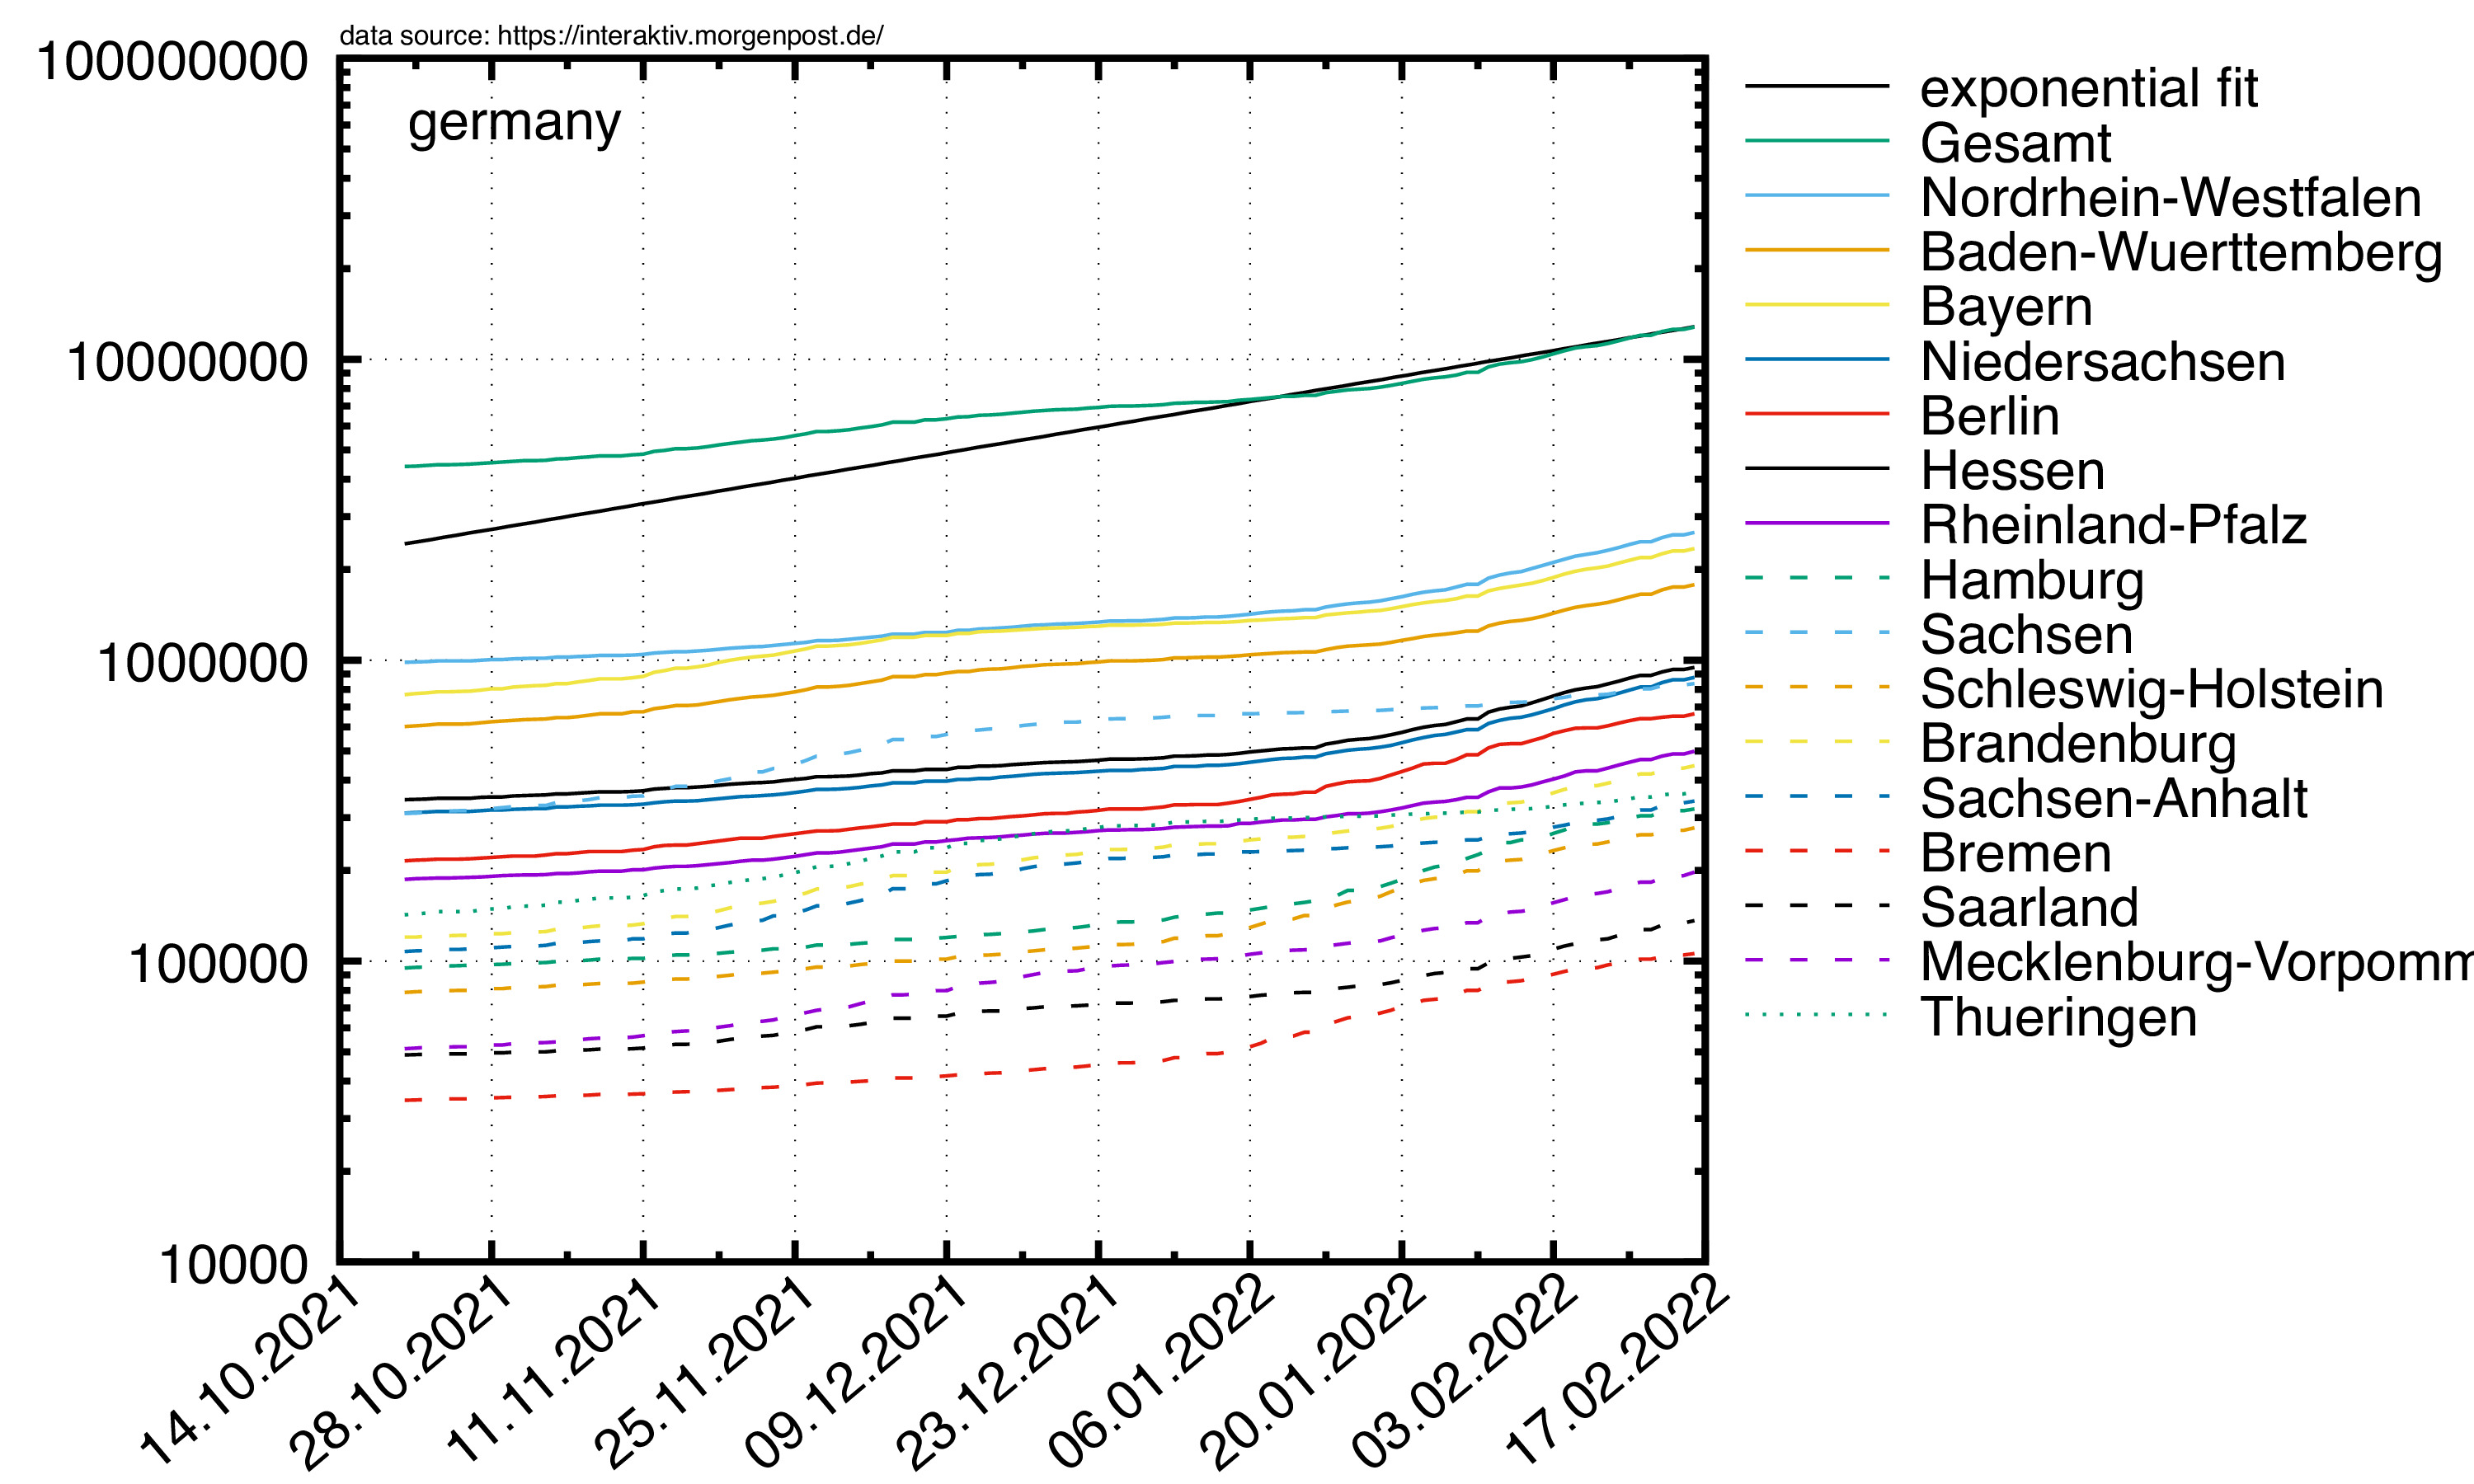 data source: https://interaktiv.morgenpost.de/
100000000
10000000
1000000
100000
10000
germany
exponential fit
Gesamt
Nordrhein-Westfalen
Baden-Wuerttemberg
Bayern
Niedersachsen
Berlin
Hessen
Rheinland-Pfalz
Hamburg
Sachsen
Schleswig-Holstein
Brandenburg
Sachsen-Anhalt
Bremen
Saarland
Mecklenburg-Vorpomm
Thueringen
14.10.2021
28.10.2021
11.11.2021
25.11.2021
09.12.2021
23.12.2021
06.01.2022
20.01.2022
03.02.2022
17.02.2022